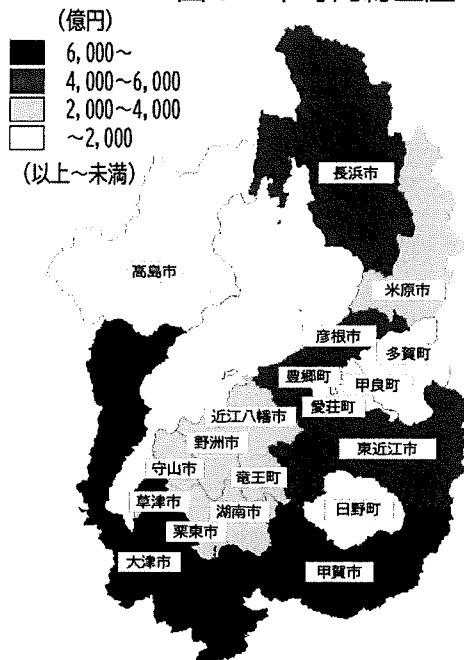 (億円)
6,000～
4,000～6,000
2,000～4,000
～2,000
(以上～未満)
長浜市
高島市
米原市
彦根市
多賀町
豊郷町
甲良町
愛荘町
近江八幡市
野洲市
東近江市
守山市
竜王町
草津市
湖南市
日野町
栗東市
大津市
甲賀市